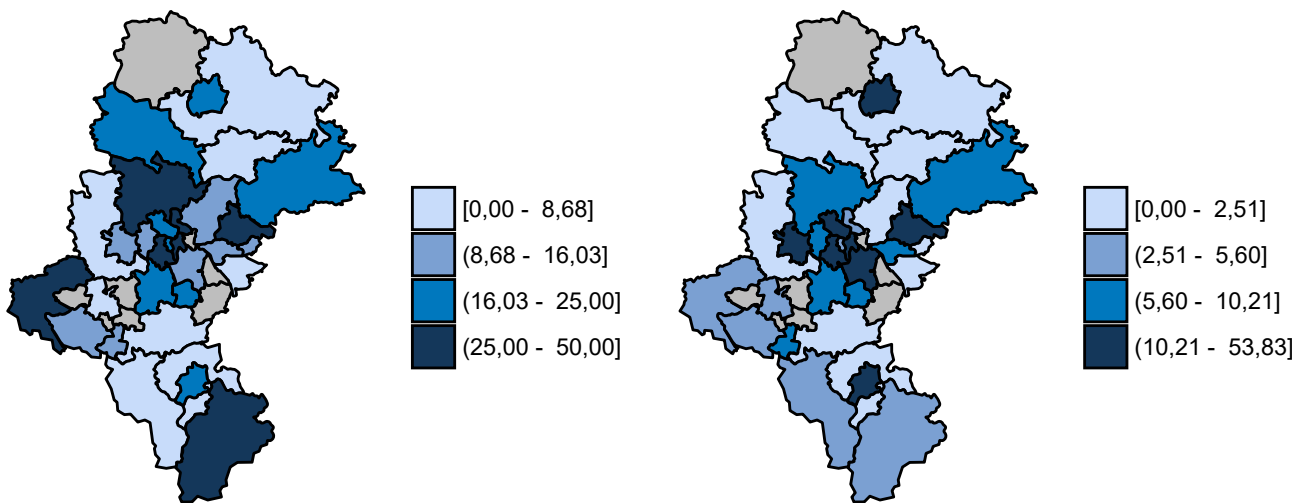 [0,00 - 8,68]
(8,68 - 16,03]
(16,03 - 25,00]
(25,00 - 50,00]
[0,00 - 2,51]
(2,51 - 5,60]
(5,60 - 10,21]
(10,21 - 53,83]